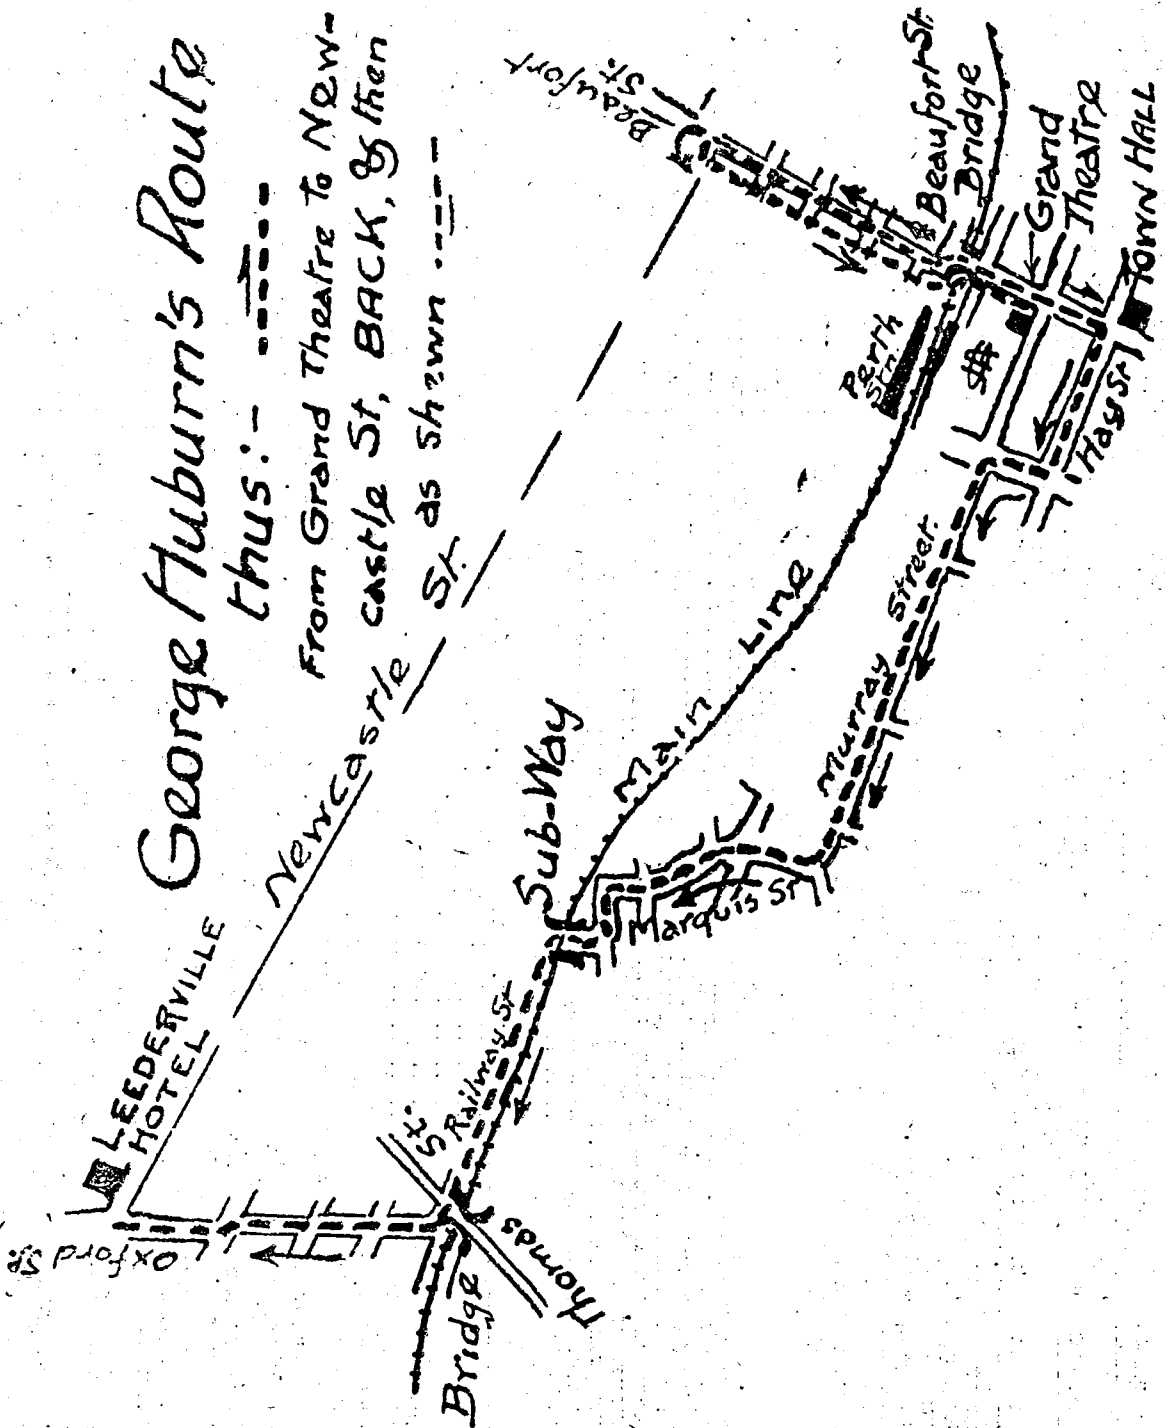 George Huburn's Route
thus:-
From Grand Theatre To New-
castle St, BACK, & then
as shewn
Newcastle St.
LEEDERVILLE
HOTEL
Oxford St.
Bridge
Thomas St.
Railway St
Sub-Way
Main Line
Marquis St
Murray Street.
Hay St
Perth
Stn.
Beaufort
St.
Beaufort St.
Bridge
Grand
Theatre
TOWN HALL